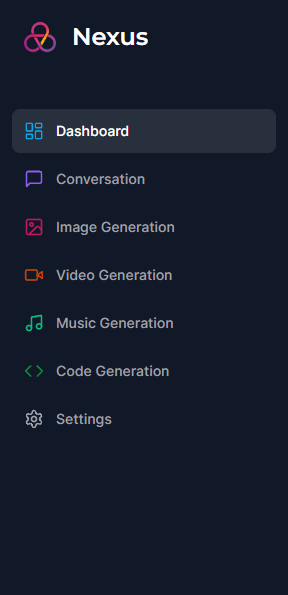 Nexus
Dashboard
Conversation
Image Generation
Video Generation
Music Generation
Code Generation
Settings